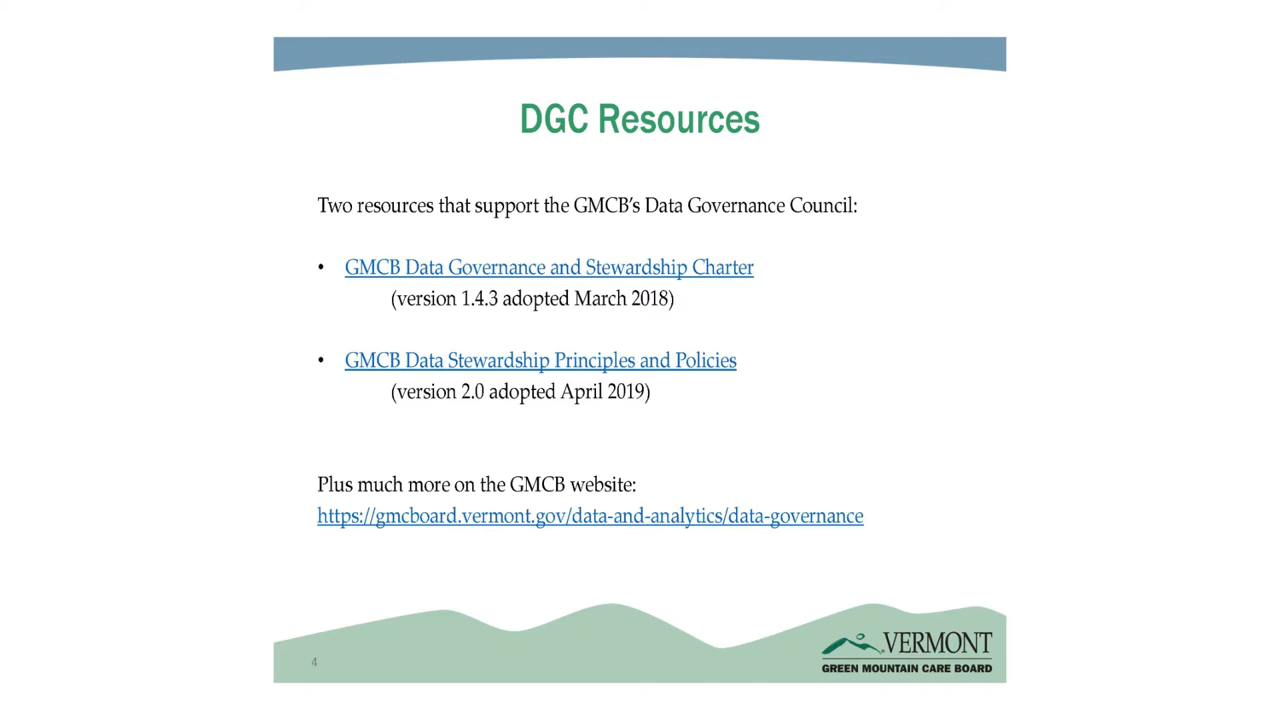 DGC Resources
Two resources that support the GMCB's Data Governance Council:
• GMCB Data Governance and Stewardship Charter
(version 1.4.3 adopted March 2018)
• GMCB Data Stewardship Principles and Policies
(version 2.0 adopted April 2019)
Plus much more on the GMCB website:
https://gmcboard.vermont.gov/data-and-analytics/data-governance
4
VERMONT
GREEN MOUNTAIN CARE BOARD